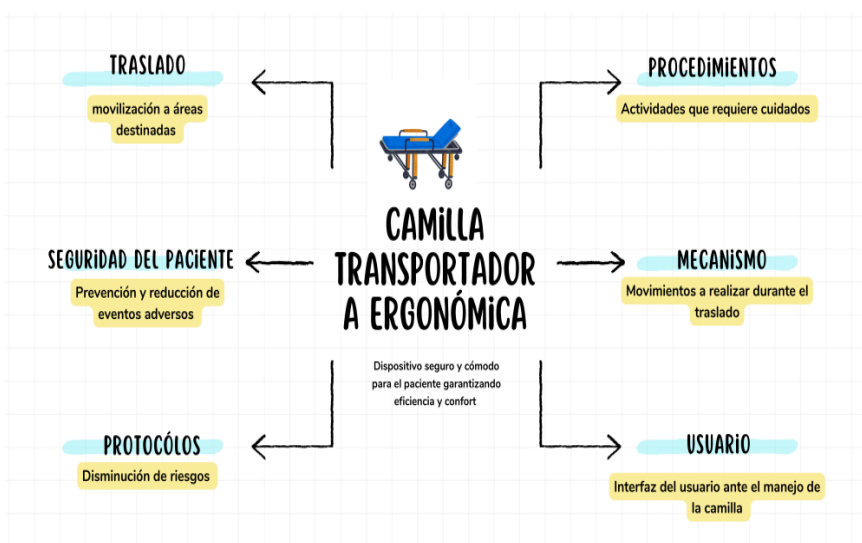 TRASLADO
movilización a áreas
destinadas
SEGURIDAD DEL PACIENTE
Prevención y reducción de
eventos adversos
PROTOCÓLOS
Disminución de riesgos
CAMILLA
TRANSPORTADOR
A ERGONÓMICA
Dispositivo seguro y cómodo
para el paciente garantizando
eficiencia y confort
PROCEDIMIENTOS
Actividades que requiere cuidados
MECANISMO
Movimientos a realizar durante el
traslado
USUARIO
Interfaz del usuario ante el manejo de
la camilla